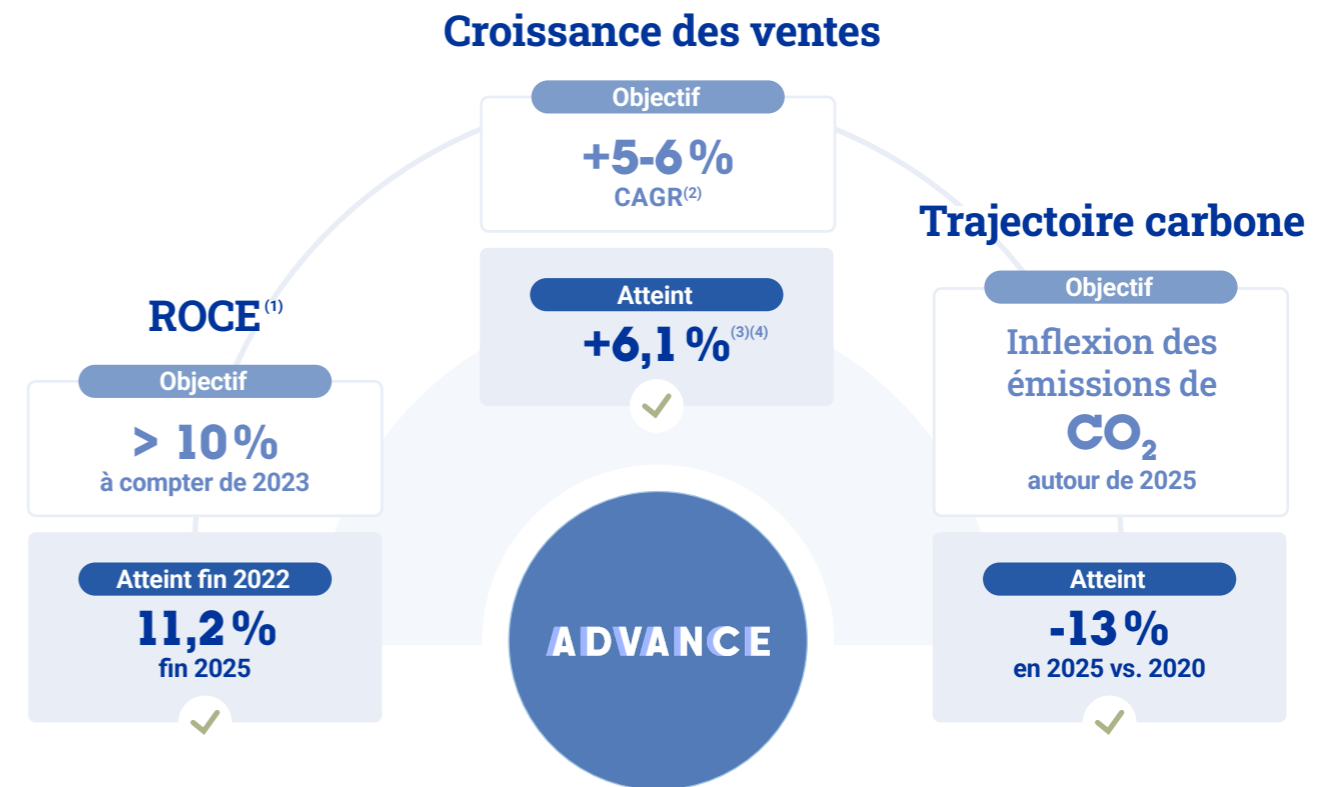 Croissance des ventes
Objectif
+5-6 %
CAGR(2)
Atteint
+6,1 % (3)(4)
ROCE (1)
Objectif
> 10 %
à compter de 2023
Atteint fin 2022
11,2 %
fin 2025
Trajectoire carbone
Objectif
Inflexion des
émissions de
CO2
autour de 2025
Atteint
-13 %
en 2025 vs. 2020
ADVANCE